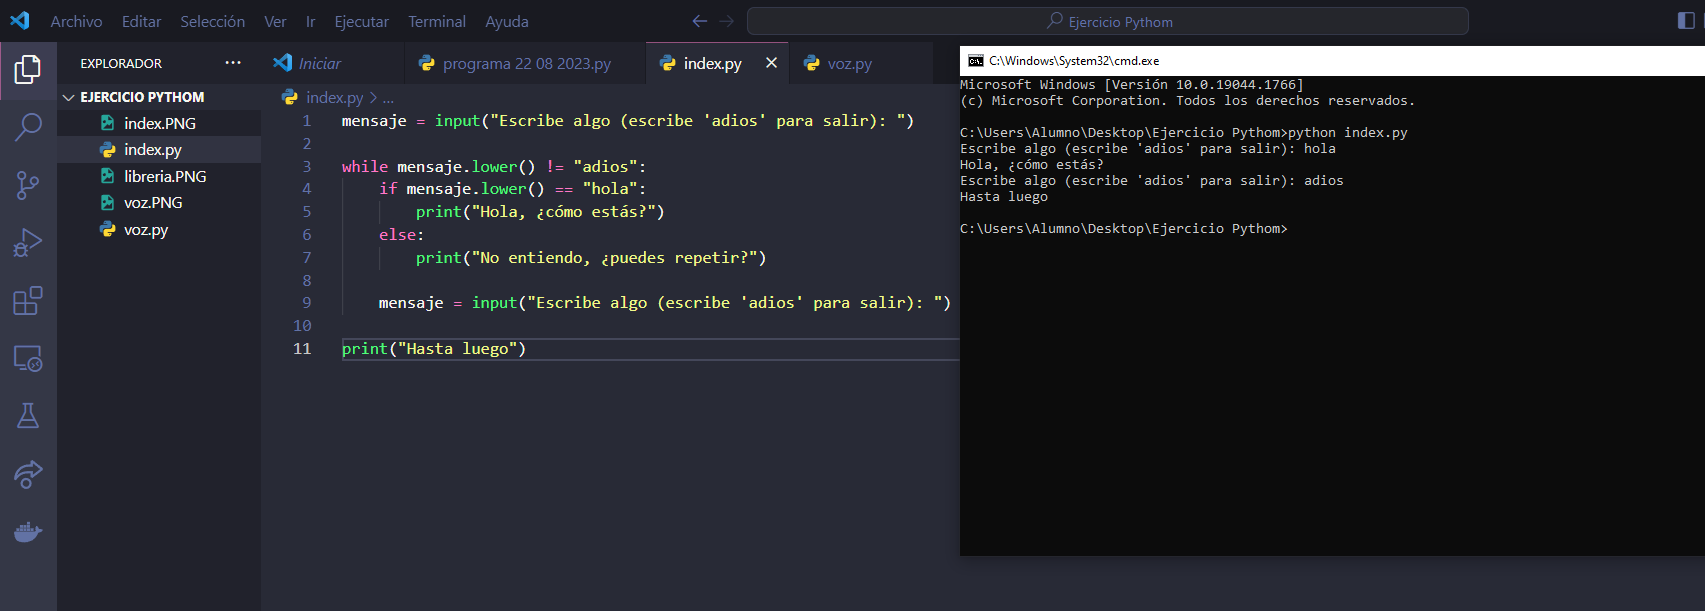 Archivo Editar Selección Ver Ir Ejecutar Terminal Ayuda
Ejercicio Pythom
EXPLORADOR ...
EJERCICIO PYTHOM
index.PNG
index.py
libreria.PNG
voz.PNG
voz.py
Iniciar programa 22 08 2023.py index.py voz.py
index.py > ...
1 mensaje = input("Escribe algo (escribe 'adios' para salir): ")
2
3 while mensaje.lower() != "adios":
4     if mensaje.lower() == "hola":
5         print("Hola, ¿cómo estás?")
6     else:
7         print("No entiendo, ¿puedes repetir?")
8
9     mensaje = input("Escribe algo (escribe 'adios' para salir): ")
10
11 print("Hasta luego")
C:\Windows\System32\cmd.exe
Microsoft Windows [Versión 10.0.19044.1766]
(c) Microsoft Corporation. Todos los derechos reservados.
C:\Users\Alumno\Desktop\Ejercicio Pythom>python index.py
Escribe algo (escribe 'adios' para salir): hola
Hola, ¿cómo estás?
Escribe algo (escribe 'adios' para salir): adios
Hasta luego
C:\Users\Alumno\Desktop\Ejercicio Pythom>